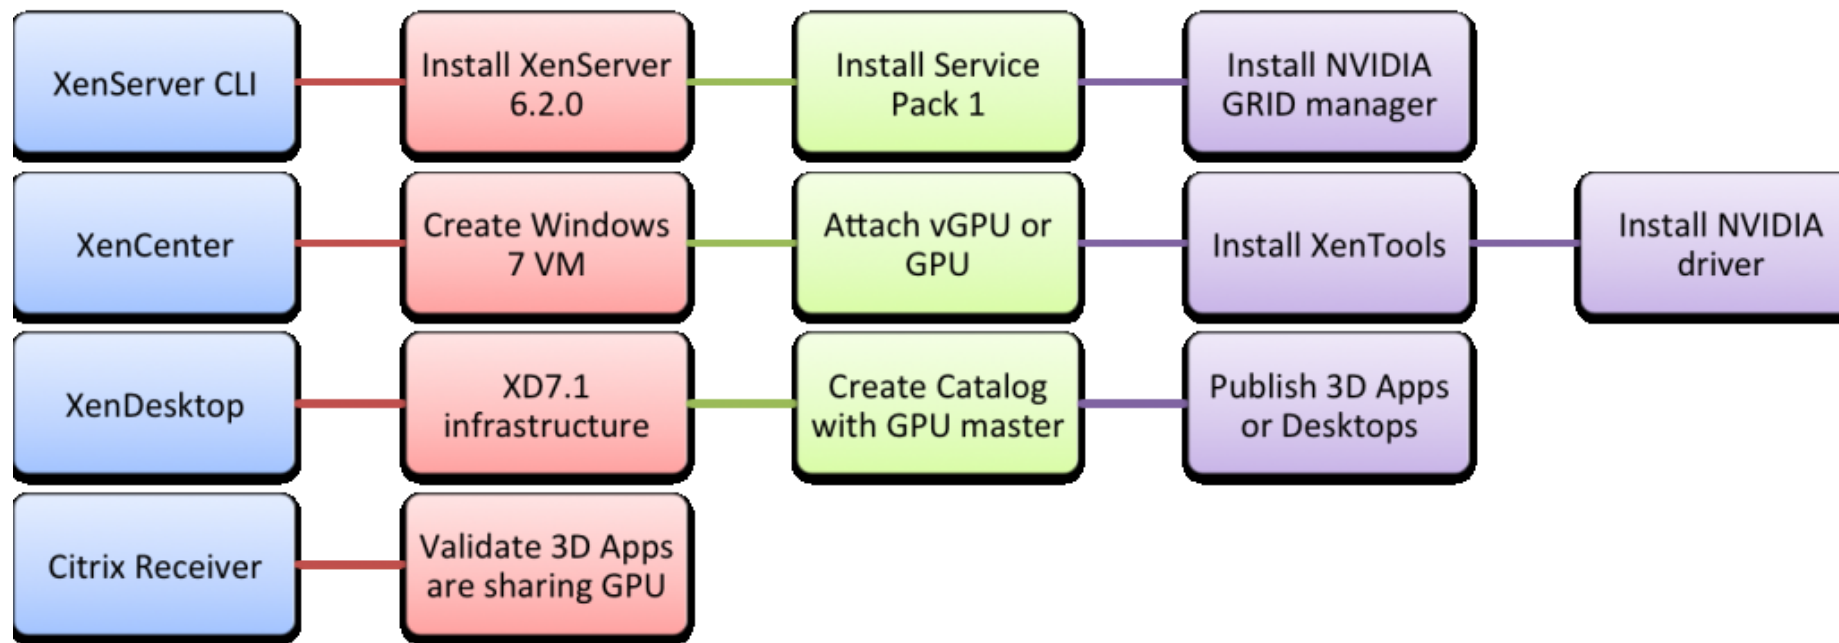 XenServer CLI
Install XenServer
6.2.0
Install Service
Pack 1
Install NVIDIA
GRID manager
XenCenter
Create Windows
7 VM
Attach vGPU or
GPU
Install XenTools
Install NVIDIA
driver
XenDesktop
XD7.1
infrastructure
Create Catalog
with GPU master
Publish 3D Apps
or Desktops
Citrix Receiver
Validate 3D Apps
are sharing GPU